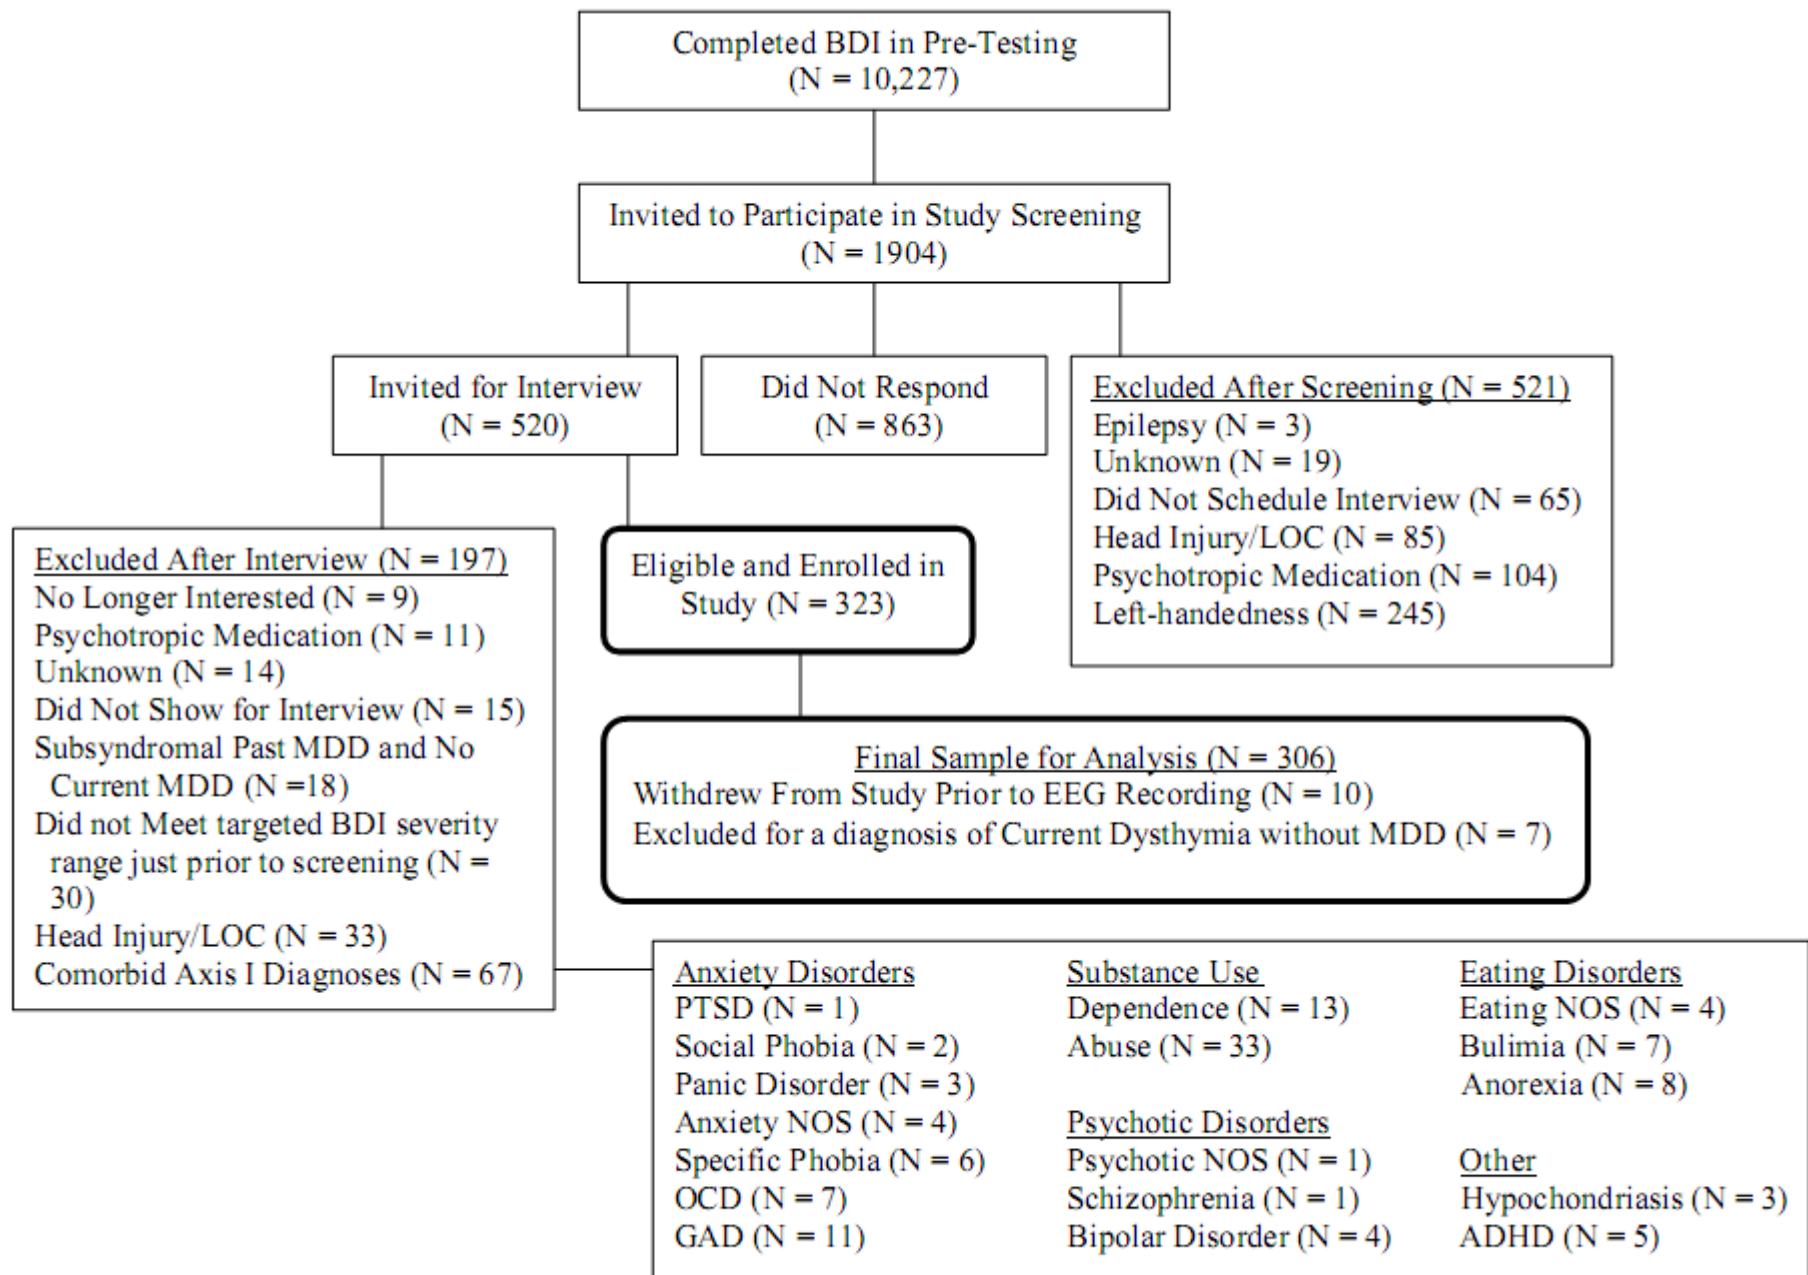 Completed BDI in Pre-Testing
(N = 10,227)
Invited to Participate in Study Screening
(N = 1904)
Invited for Interview
(N = 520)
Did Not Respond
(N = 863)
Excluded After Screening (N = 521)
Epilepsy (N = 3)
Unknown (N = 19)
Did Not Schedule Interview (N = 65)
Head Injury/LOC (N = 85)
Psychotropic Medication (N = 104)
Left-handedness (N = 245)
Excluded After Interview (N = 197)
No Longer Interested (N = 9)
Psychotropic Medication (N = 11)
Unknown (N = 14)
Did Not Show for Interview (N = 15)
Subsyndromal Past MDD and No
Current MDD (N =18)
Did not Meet targeted BDI severity
range just prior to screening (N =
30)
Head Injury/LOC (N = 33)
Comorbid Axis I Diagnoses (N = 67)
Eligible and Enrolled in
Study (N = 323)
Final Sample for Analysis (N = 306)
Withdrew From Study Prior to EEG Recording (N = 10)
Excluded for a diagnosis of Current Dysthymia without MDD (N = 7)
Anxiety Disorders
PTSD (N = 1)
Social Phobia (N = 2)
Panic Disorder (N = 3)
Anxiety NOS (N = 4)
Specific Phobia (N = 6)
OCD (N = 7)
GAD (N = 11)
Substance Use
Dependence (N = 13)
Abuse (N = 33)
Psychotic Disorders
Psychotic NOS (N = 1)
Schizophrenia (N = 1)
Bipolar Disorder (N = 4)
Eating Disorders
Eating NOS (N = 4)
Bulimia (N = 7)
Anorexia (N = 8)
Other
Hypochondriasis (N = 3)
ADHD (N = 5)